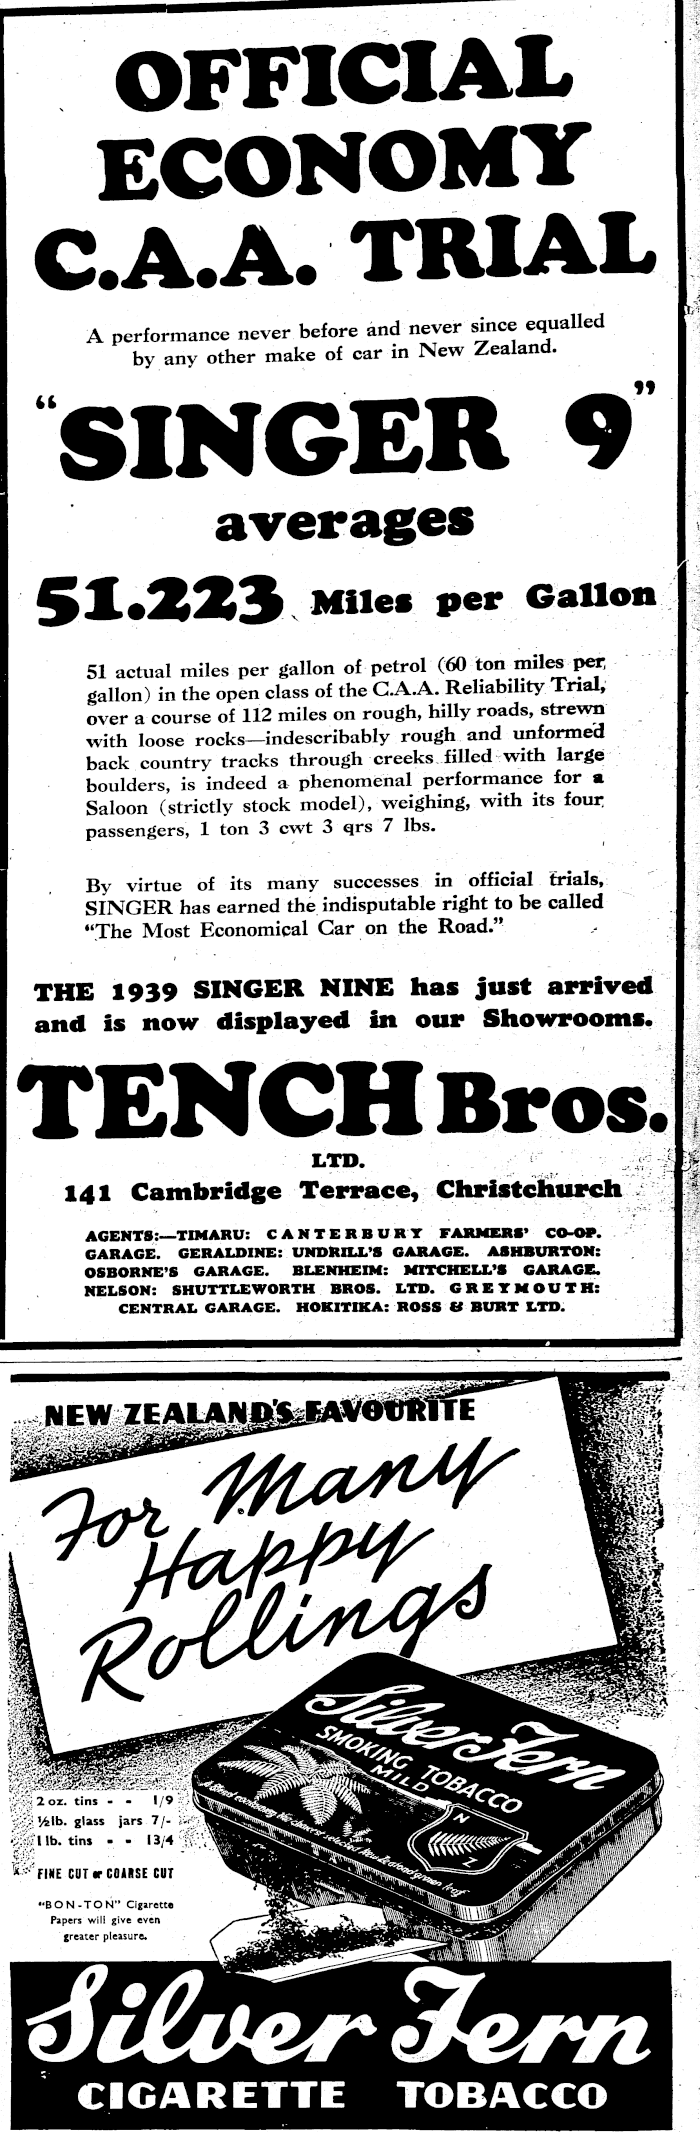 OFFICIAL
ECONOMY
C.A.A. TRIAL
A performance never before and never since equalled
by any other make of car in New Zealand.
“SINGER 9”
averages
51.223 Miles per Gallon
51 actual miles per gallon of petrol (60 ton miles per
gallon) in the open class of the C.A.A. Reliability Trial,
over a course of 112 miles on rough, hilly roads, strewn
with loose rocks—indescribably rough and unformed
back country tracks through creeks filled with large
boulders, is indeed a phenomenal performance for a
Saloon (strictly stock model), weighing, with its four
passengers, 1 ton 3 cwt 3 qrs 7 lbs.
By virtue of its many successes in official trials,
SINGER has earned the indisputable right to be called
“The Most Economical Car on the Road.”
THE 1939 SINGER NINE has just arrived
and is now displayed in our Showrooms.
TENCH Bros.
LTD.
141 Cambridge Terrace, Christchurch
AGENTS:—TIMARU: CANTERBURY FARMERS' CO-OP.
GARAGE. GERALDINE: UNDRILL'S GARAGE. ASHBURTON:
OSBORNE'S GARAGE. BLENHEIM: MITCHELL'S GARAGE.
NELSON: SHUTTLEWORTH BROS. LTD. GREYMOUTH:
CENTRAL GARAGE. HOKITIKA: ROSS & BURT LTD.
NEW ZEALAND'S FAVOURITE
For Many
Happy
Rollings
Silver Fern
SMOKING TOBACCO
MILD
A Blend containing the choicest selected New Zealand grown leaf
N
Z
2 oz. tins - - 1/9
½lb. glass jars 7/-
1 lb. tins - - 13/4
FINE CUT or COARSE CUT
“BON-TON” Cigarette
Papers will give even
greater pleasure.
Silver Fern
CIGARETTE TOBACCO